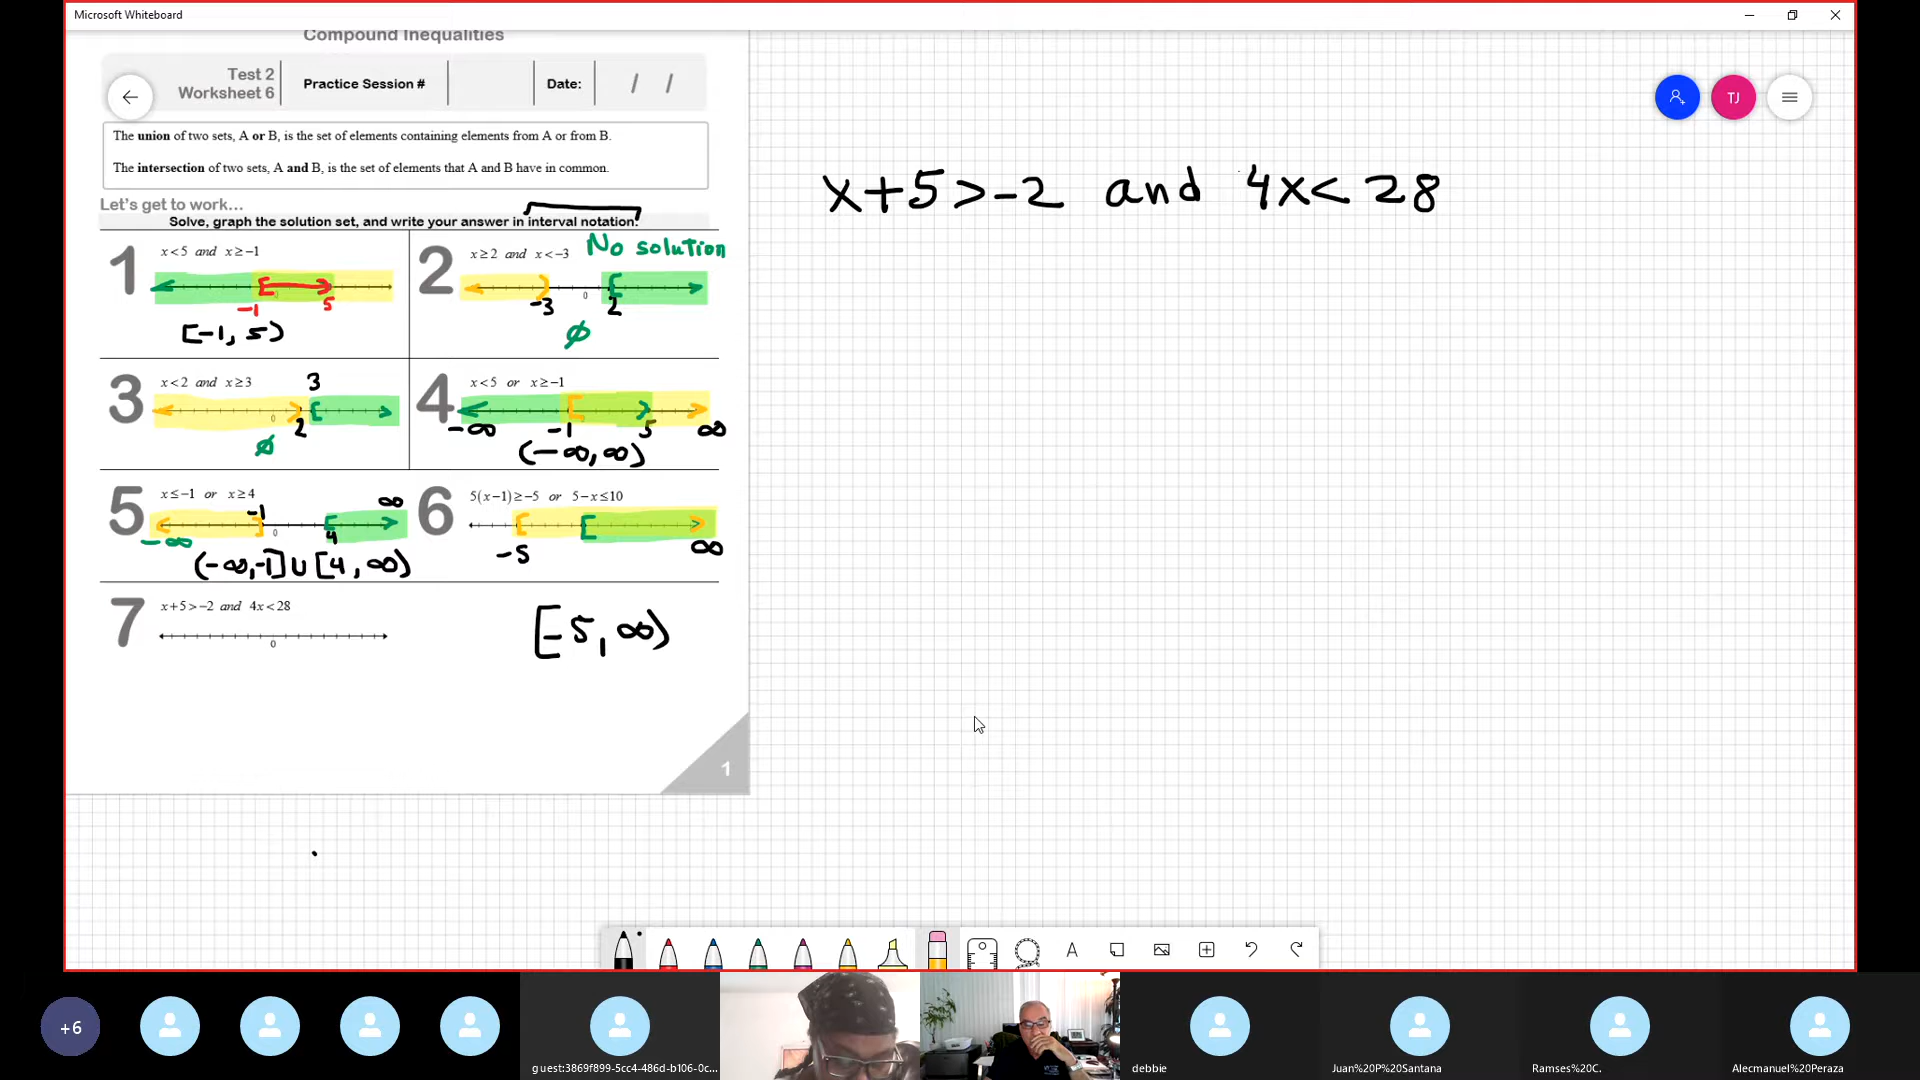 Microsoft Whiteboard
Compound Inequalities
Test 2
Worksheet 6
Practice Session #
Date: / /
The union of two sets, A or B, is the set of elements containing elements from A or from B.
The intersection of two sets, A and B, is the set of elements that A and B have in common.
Let's get to work...
Solve, graph the solution set, and write your answer in interval notation.
1 x<5 and x≥−1
-1 5
[-1, 5)
2 x≥2 and x<−3 No solution
0
-3 2
∅
3 x<2 and x≥3 3
0
2
∅
4 x<5 or x≥−1
-∞ -1 5 ∞
(-∞,∞)
5 x≤−1 or x≥4
-1 ∞
0
-∞ 4
(-∞,-1]∪[4,∞)
6 5(x−1)≥−5 or 5−x≤10
-5 ∞
[-5,∞)
7 x+5>−2 and 4x<28
0
1
x+5>-2 and 4x<28
TJ
A
+6
guest:3869f899-5cc4-486d-b106-0c...
debbie
Juan%20P%20Santana
Ramses%20C.
Alecmanuel%20Peraza